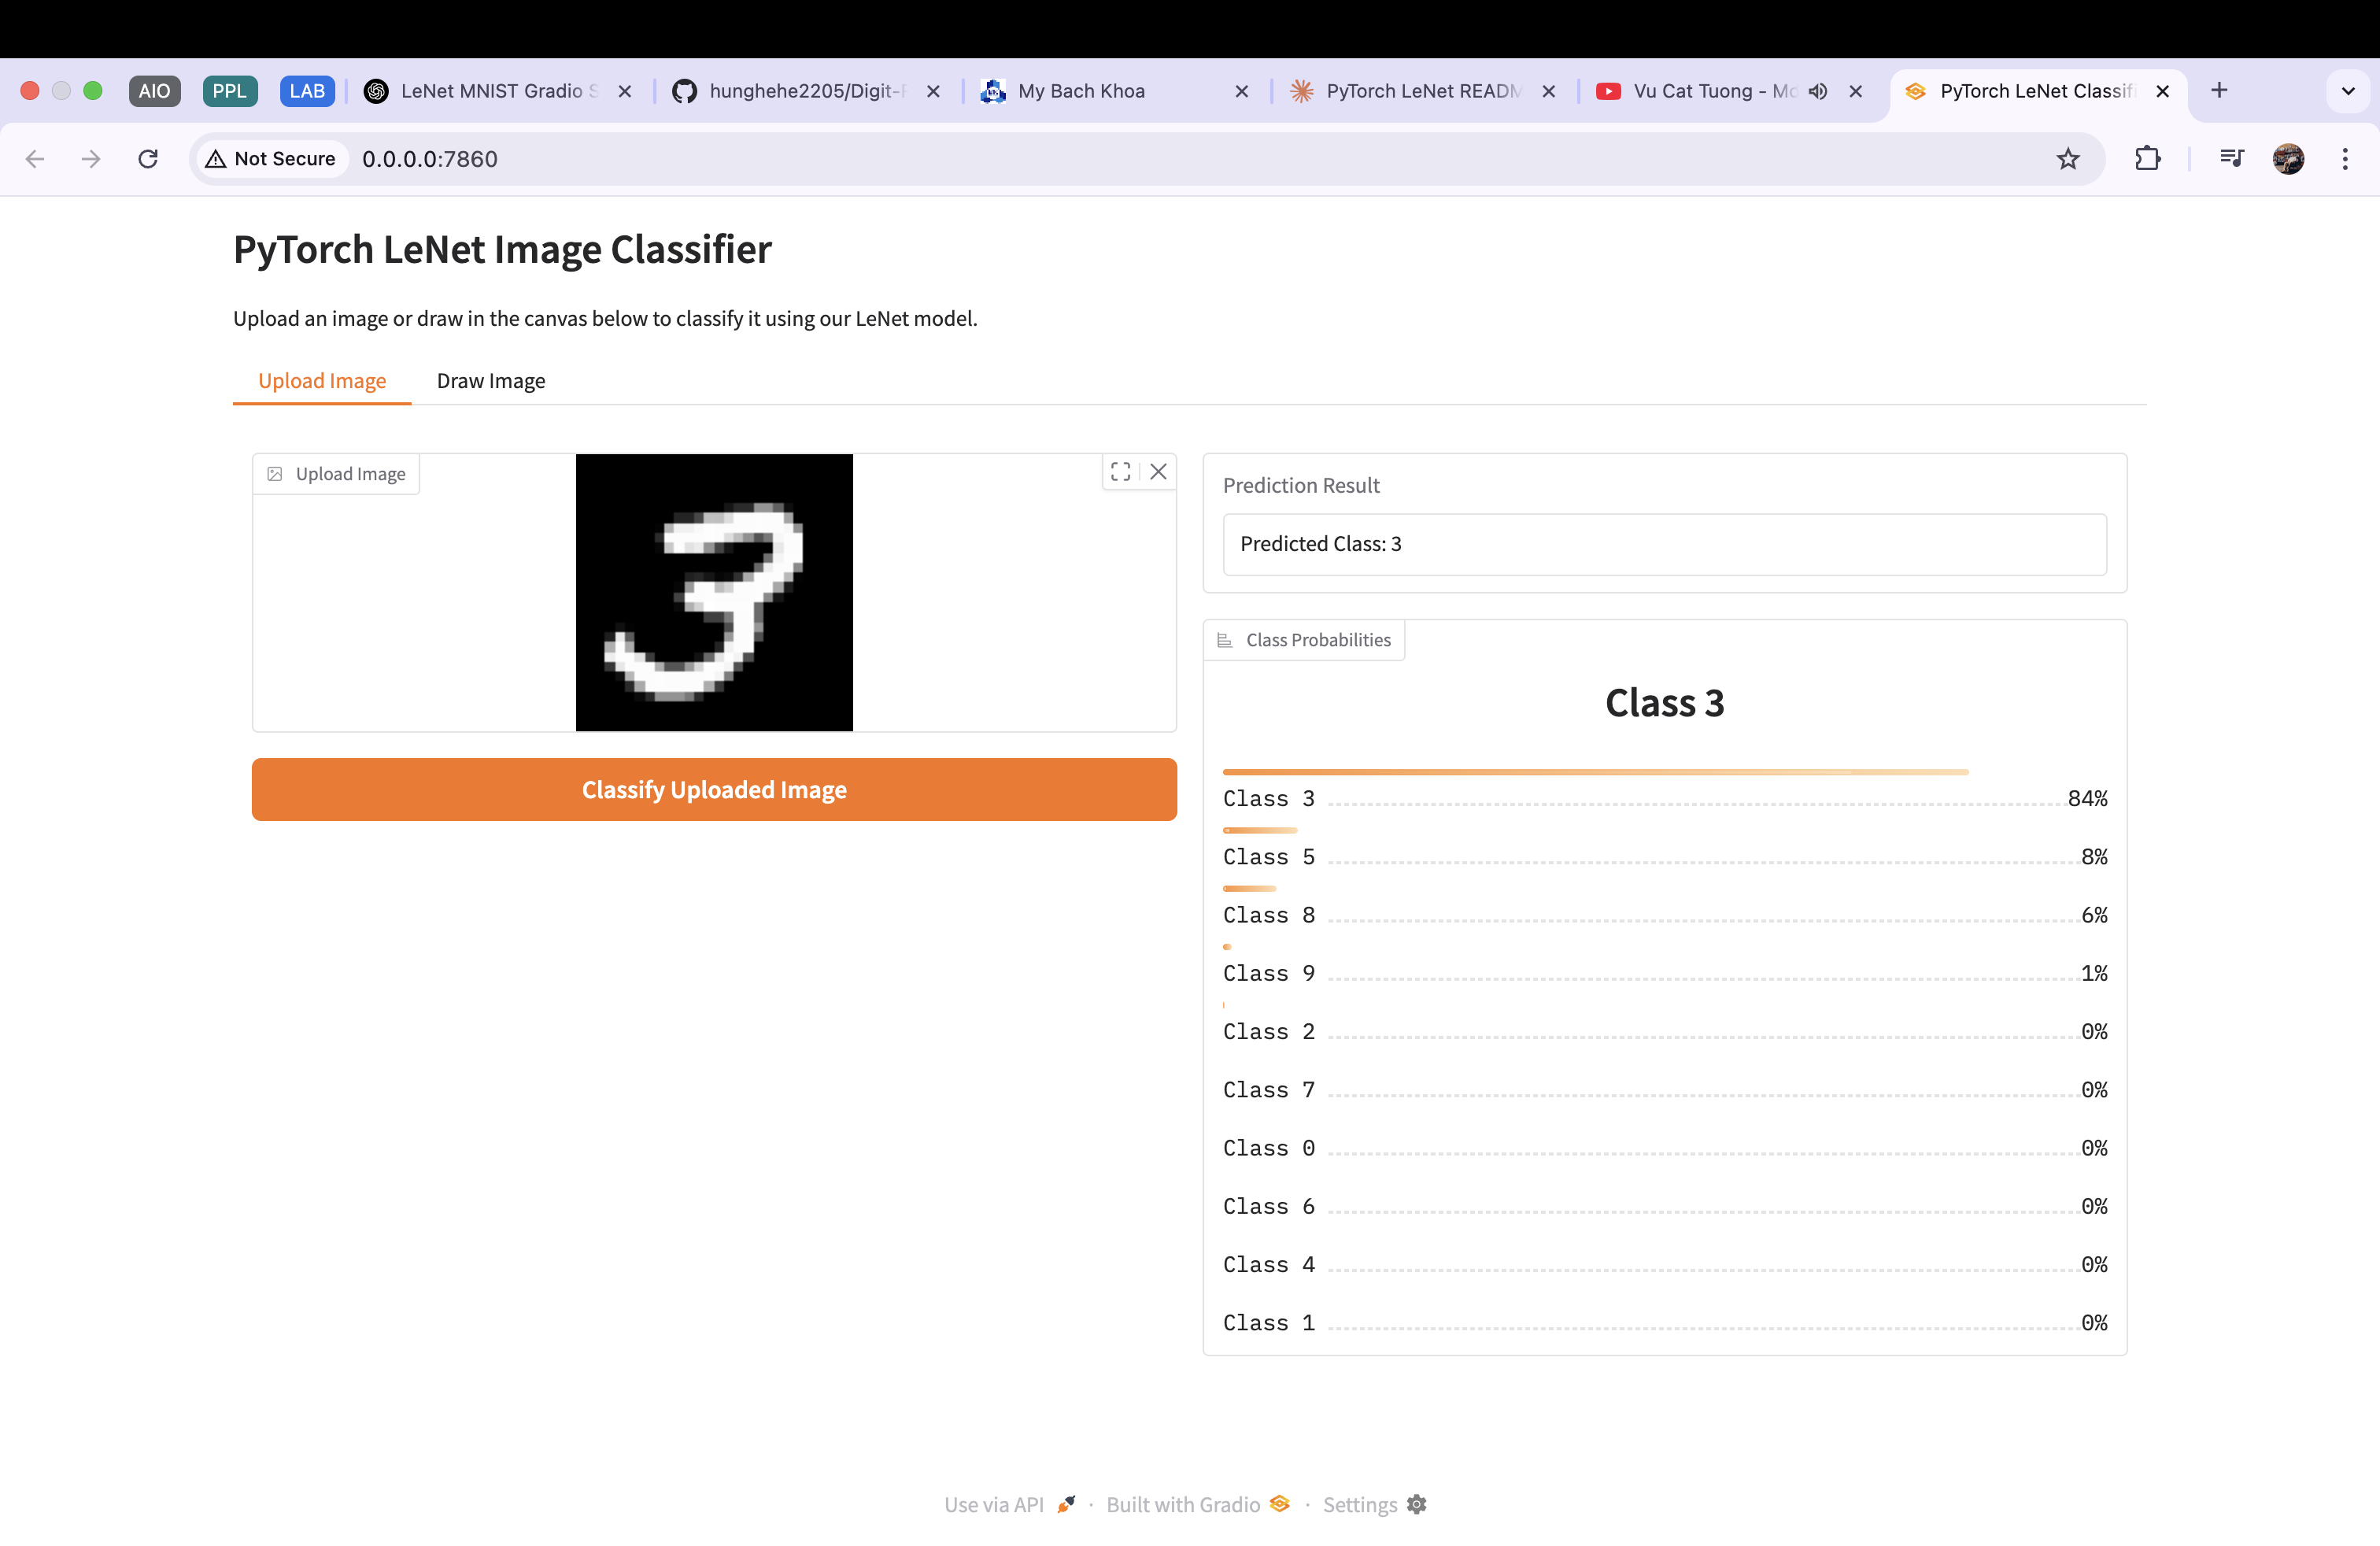 AIO PPL LAB LeNet MNIST Gradio S hunghehe2205/Digit- My Bach Khoa PyTorch LeNet READM Vu Cat Tuong - Mo PyTorch LeNet Classif
Not Secure 0.0.0.0:7860
PyTorch LeNet Image Classifier
Upload an image or draw in the canvas below to classify it using our LeNet model.
Upload Image Draw Image
Upload Image
3
Classify Uploaded Image
Prediction Result
Predicted Class: 3
Class Probabilities
Class 3
Class 3 84%
Class 5 8%
Class 8 6%
Class 9 1%
Class 2 0%
Class 7 0%
Class 0 0%
Class 6 0%
Class 4 0%
Class 1 0%
Use via API · Built with Gradio · Settings